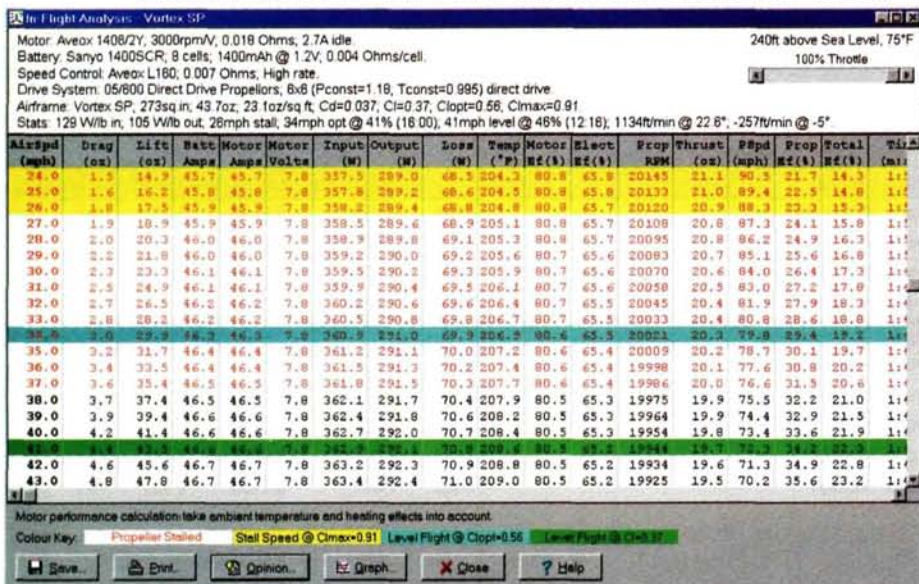 In-Flight Analysis - Vortex SP
Motor: Aveox 1408/2Y; 3000rpm/V; 0.018 Ohms; 2.7A idle.
240ft above Sea Level, 75°F
Battery: Sanyo 1400SCR; 8 cells; 1400mAh @ 1.2V; 0.004 Ohms/cell.
100% Throttle
Speed Control: Aveox L160; 0.007 Ohms; High rate.
Drive System: 05/600 Direct Drive Propellors; 6x6 (Pconst=1.18, Tconst=0.995) direct drive.
Airframe: Vortex SP; 273sq in; 43.7oz; 23.1oz/sq ft; Cd=0.037; Cl=0.37; Clopt=0.56; Clmax=0.91
Stats: 129 W/lb in; 105 W/lb out; 26mph stall; 34mph opt @ 41% (16:00); 41mph level @ 46% (12:16); 1134ft/min @ 22.6°; -257ft/min @ -5°.
AirSpd Drag Lift Batt Motor Motor Input Output Loss Temp Motor Elect Prop Thrust PSpd Prop Total
(mph) (oz) (oz) Amps Amps Volts (W) (W) (W) (°F) Ef(%) Ef(%) RPM (oz) (mph) Ef(%) Ef(%)
24.0 1.5 14.9 45.7 45.7 7.8 357.5 289.0 68.5 204.3 80.8 65.8 20145 21.1 90.5 21.7 14.3
25.0 1.6 16.2 45.8 45.8 7.8 357.8 289.2 68.6 204.5 80.8 65.8 20133 21.0 89.4 22.5 14.8
26.0 1.8 17.5 45.9 45.9 7.8 358.2 289.4 68.8 204.8 80.8 65.7 20120 20.9 88.3 23.3 15.3
27.0 1.9 18.9 45.9 45.9 7.8 358.5 289.6 68.9 205.1 80.8 65.7 20108 20.8 87.3 24.1 15.8
28.0 2.0 20.3 46.0 46.0 7.8 358.9 289.8 69.1 205.3 80.8 65.7 20095 20.8 86.2 24.9 16.3
29.0 2.2 21.8 46.0 46.0 7.8 359.2 290.0 69.2 205.6 80.7 65.6 20083 20.7 85.1 25.6 16.8
30.0 2.3 23.3 46.1 46.1 7.8 359.5 290.2 69.3 205.9 80.7 65.6 20070 20.6 84.0 26.4 17.3
31.0 2.5 24.9 46.1 46.1 7.8 359.9 290.4 69.5 206.1 80.7 65.6 20058 20.5 83.0 27.2 17.8
32.0 2.7 26.5 46.2 46.2 7.8 360.2 290.6 69.6 206.4 80.7 65.5 20045 20.4 81.9 27.9 18.3
33.0 2.8 28.2 46.2 46.2 7.8 360.5 290.8 69.8 206.7 80.7 65.5 20033 20.4 80.8 28.6 18.8
34.0 3.0 29.9 46.3 46.3 7.8 360.9 291.0 69.9 206.9 80.6 65.5 20021 20.3 79.8 29.4 19.2
35.0 3.2 31.7 46.4 46.4 7.8 361.2 291.1 70.0 207.2 80.6 65.4 20009 20.2 78.7 30.1 19.7
36.0 3.4 33.5 46.4 46.4 7.8 361.5 291.3 70.2 207.4 80.6 65.4 19998 20.1 77.6 30.8 20.2
37.0 3.6 35.4 46.5 46.5 7.8 361.8 291.5 70.3 207.7 80.6 65.4 19986 20.0 76.6 31.5 20.6
38.0 3.7 37.4 46.5 46.5 7.8 362.1 291.7 70.4 207.9 80.5 65.3 19975 19.9 75.5 32.2 21.0
39.0 3.9 39.4 46.6 46.6 7.8 362.4 291.8 70.6 208.2 80.5 65.3 19964 19.9 74.4 32.9 21.5
40.0 4.2 41.4 46.6 46.6 7.8 362.7 292.0 70.7 208.4 80.5 65.3 19954 19.8 73.4 33.6 21.9
42.0 4.6 45.6 46.7 46.7 7.8 363.2 292.3 70.9 208.8 80.5 65.2 19934 19.6 71.3 34.9 22.8
43.0 4.8 47.8 46.7 46.7 7.8 363.4 292.4 71.0 209.0 80.5 65.2 19925 19.5 70.2 35.6 23.2
Motor performance calculation take ambient temperature and heating effects into account.
Colour Key: Propeller Stalled Stall Speed @ Clmax=0.91 Level Flight @ Clopt=0.56 Level Flight @ Cl=0.37
Save... Print... Opinion... Graph... Close Help